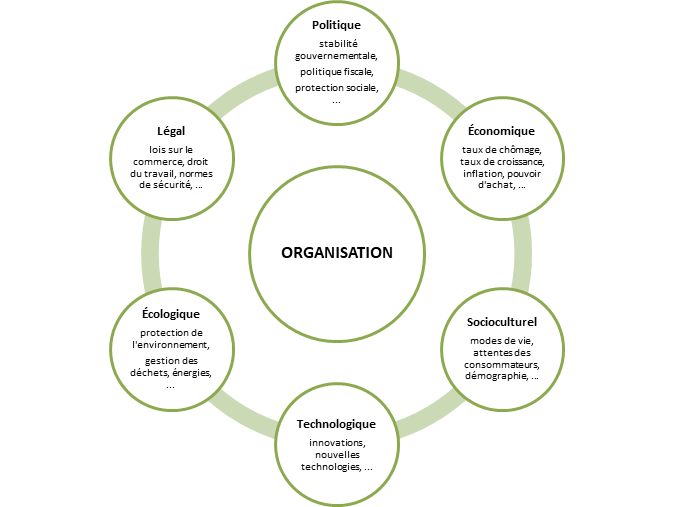 Politique
stabilité
gouvernementale,
politique fiscale,
protection sociale,
...
Économique
taux de chômage,
taux de croissance,
inflation, pouvoir
d'achat, ...
Socioculturel
modes de vie,
attentes des
consommateurs,
démographie, ...
Technologique
innovations,
nouvelles
technologies, ...
Écologique
protection de
l'environnement,
gestion des
déchets, énergies,
...
Légal
lois sur le
commerce, droit
du travail, normes
de sécurité, ...
ORGANISATION